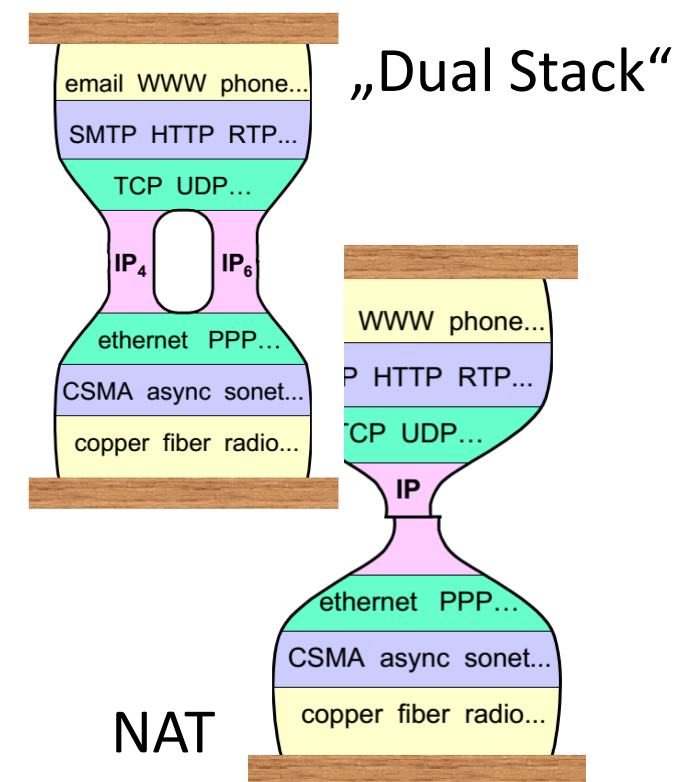 „Dual Stack“
email WWW phone...
SMTP HTTP RTP...
TCP UDP…
IP₄ IP₆
ethernet PPP…
CSMA async sonet...
copper fiber radio...
WWW phone...
P HTTP RTP...
CP UDP…
IP
ethernet PPP…
CSMA async sonet...
copper fiber radio...
NAT